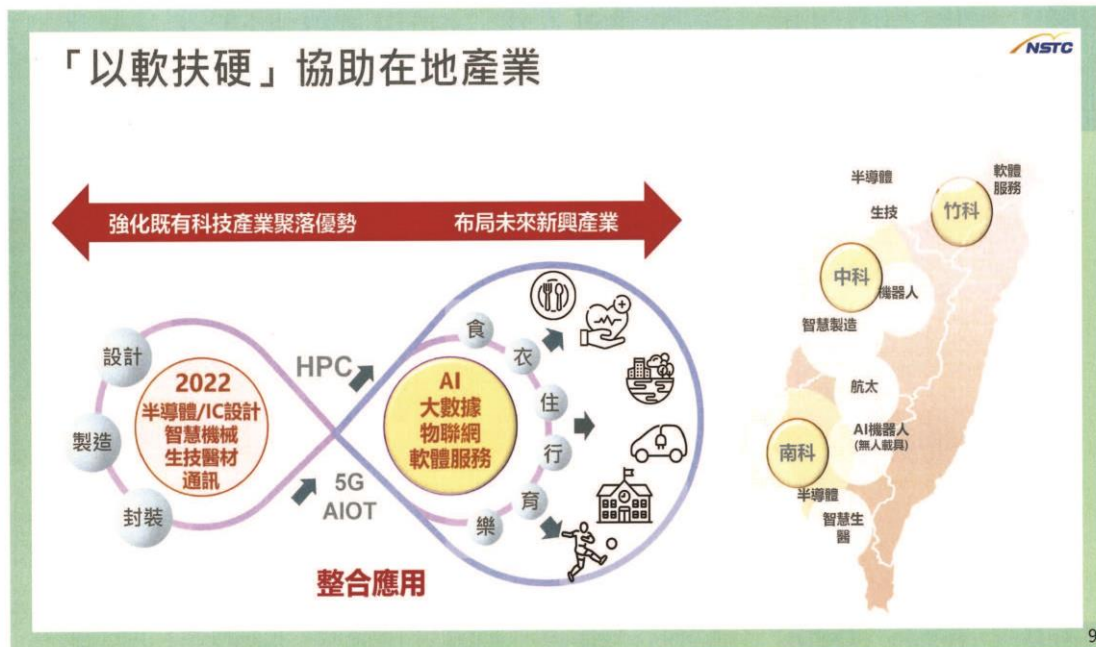 「以軟扶硬」協助在地產業
NSTC
強化既有科技產業聚落優勢
布局未來新興產業
設計
製造
封裝
2022
半導體/IC設計
智慧機械
生技醫材
通訊
HPC
5G
AIOT
AI
大數據
物聯網
軟體服務
食
衣
住
行
育
樂
整合應用
半導體
軟體
服務
生技
竹科
中科
機器人
智慧製造
航太
AI機器人
(無人載具)
南科
半導體
智慧生
醫
9